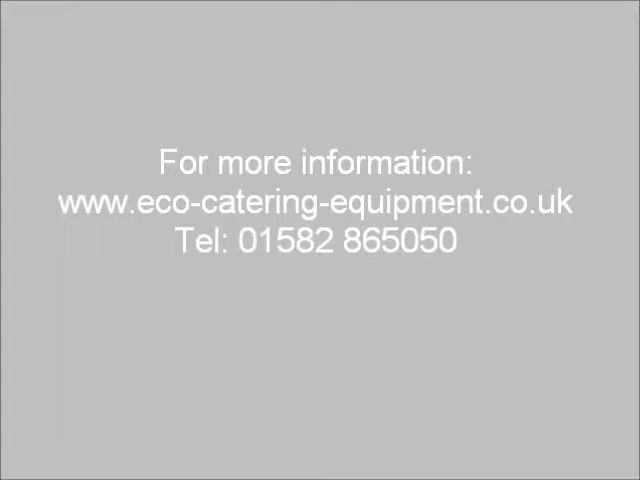 For more information:
www.eco-catering-equipment.co.uk
Tel: 01582 865050